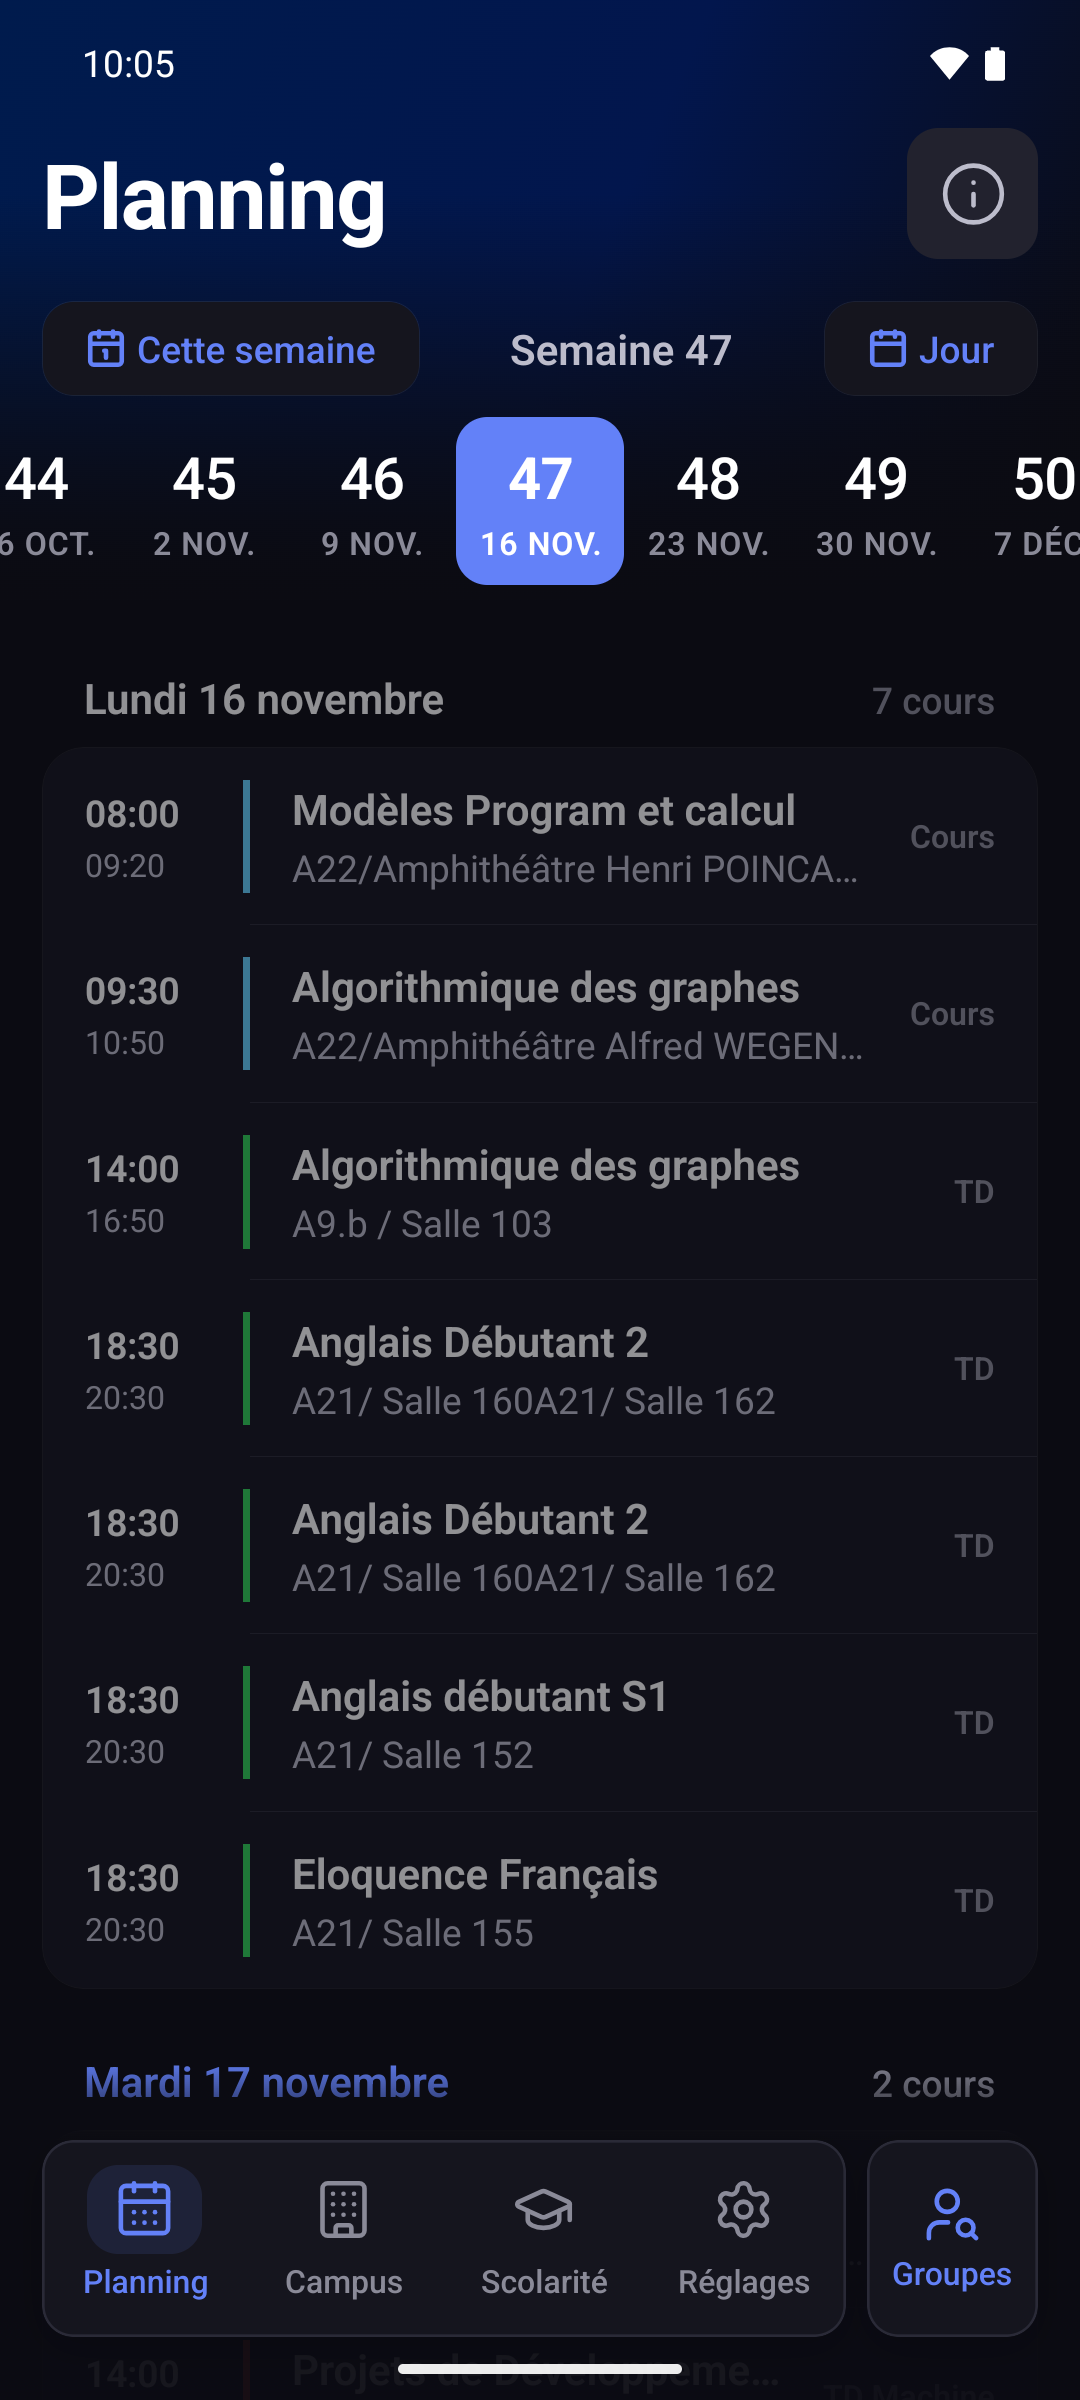 10:05
Planning
Cette semaine
Semaine 47
Jour
44 45 46 47 48 49 50
6 OCT. 2 NOV. 9 NOV. 16 NOV. 23 NOV. 30 NOV. 7 DÉC
Lundi 16 novembre
7 cours
08:00
09:20
Modèles Program et calcul
A22/Amphithéâtre Henri POINCA…
Cours
09:30
10:50
Algorithmique des graphes
A22/Amphithéâtre Alfred WEGEN…
Cours
14:00
16:50
Algorithmique des graphes
A9.b / Salle 103
TD
18:30
20:30
Anglais Débutant 2
A21/ Salle 160A21/ Salle 162
TD
18:30
20:30
Anglais Débutant 2
A21/ Salle 160A21/ Salle 162
TD
18:30
20:30
Anglais débutant S1
A21/ Salle 152
TD
18:30
20:30
Eloquence Français
A21/ Salle 155
TD
Mardi 17 novembre
2 cours
Planning
Campus
Scolarité
Réglages
Groupes
14:00
Projets de Développeme…
TD Machine